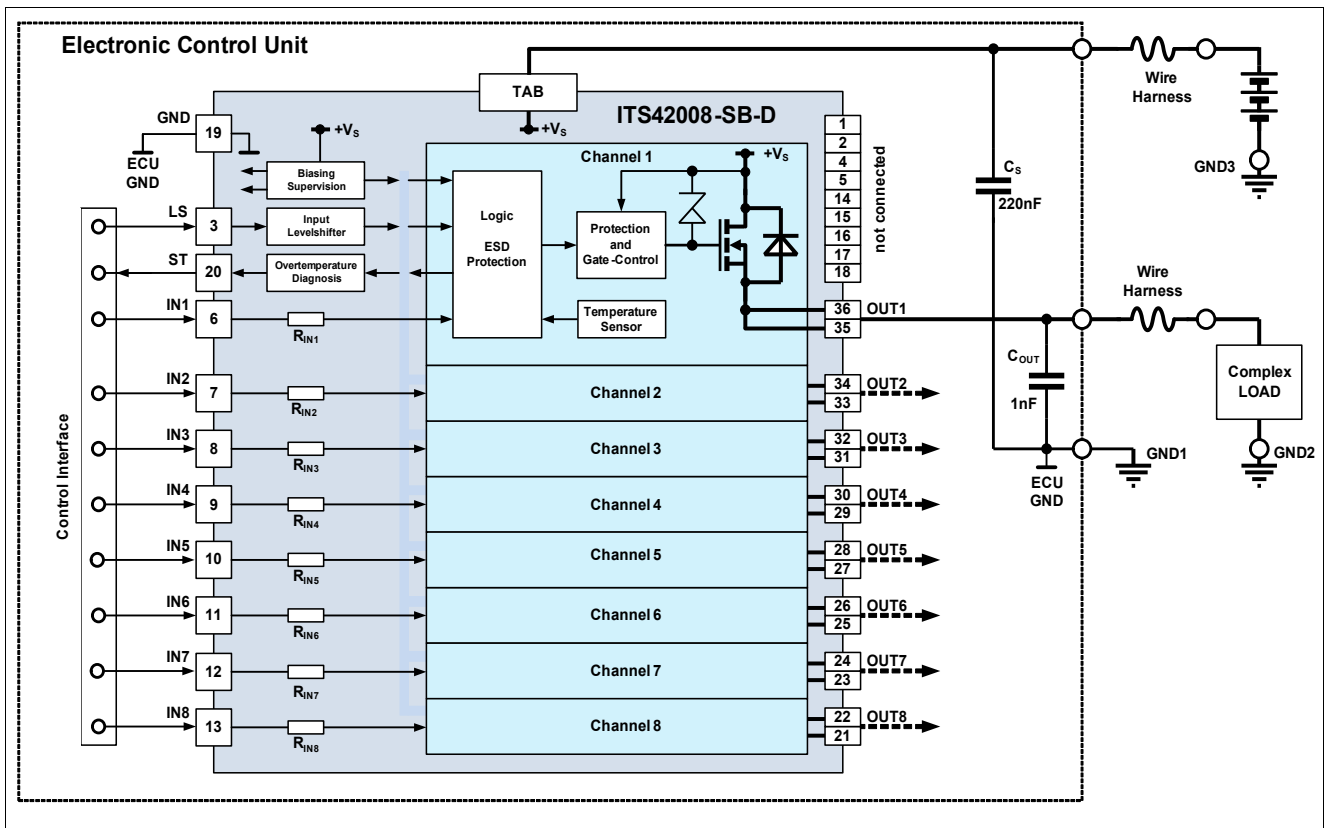 Electronic Control Unit
TAB
Wire
Harness
ITS42008-SB-D
GND
19
+VS
+VS
ECU
GND
Channel 1
+VS
Biasing
Supervision
LS
3
Input
Levelshifter
ST
20
Overtemperature
Diagnosis
IN1
6
RIN1
Logic
ESD
Protection
Protection
and
Gate-Control
Temperature
Sensor
1
2
4
5
14
15
16
17
18
not connected
36
35
OUT1
CS
220nF
GND3
Wire
Harness
COUT
1nF
Complex
LOAD
ECU
GND
GND1
GND2
Control Interface
IN2
7
RIN2
Channel 2
34
33
OUT2
IN3
8
RIN3
Channel 3
32
31
OUT3
IN4
9
RIN4
Channel 4
30
29
OUT4
IN5
10
RIN5
Channel 5
28
27
OUT5
IN6
11
RIN6
Channel 6
26
25
OUT6
IN7
12
RIN7
Channel 7
24
23
OUT7
IN8
13
RIN8
Channel 8
22
21
OUT8